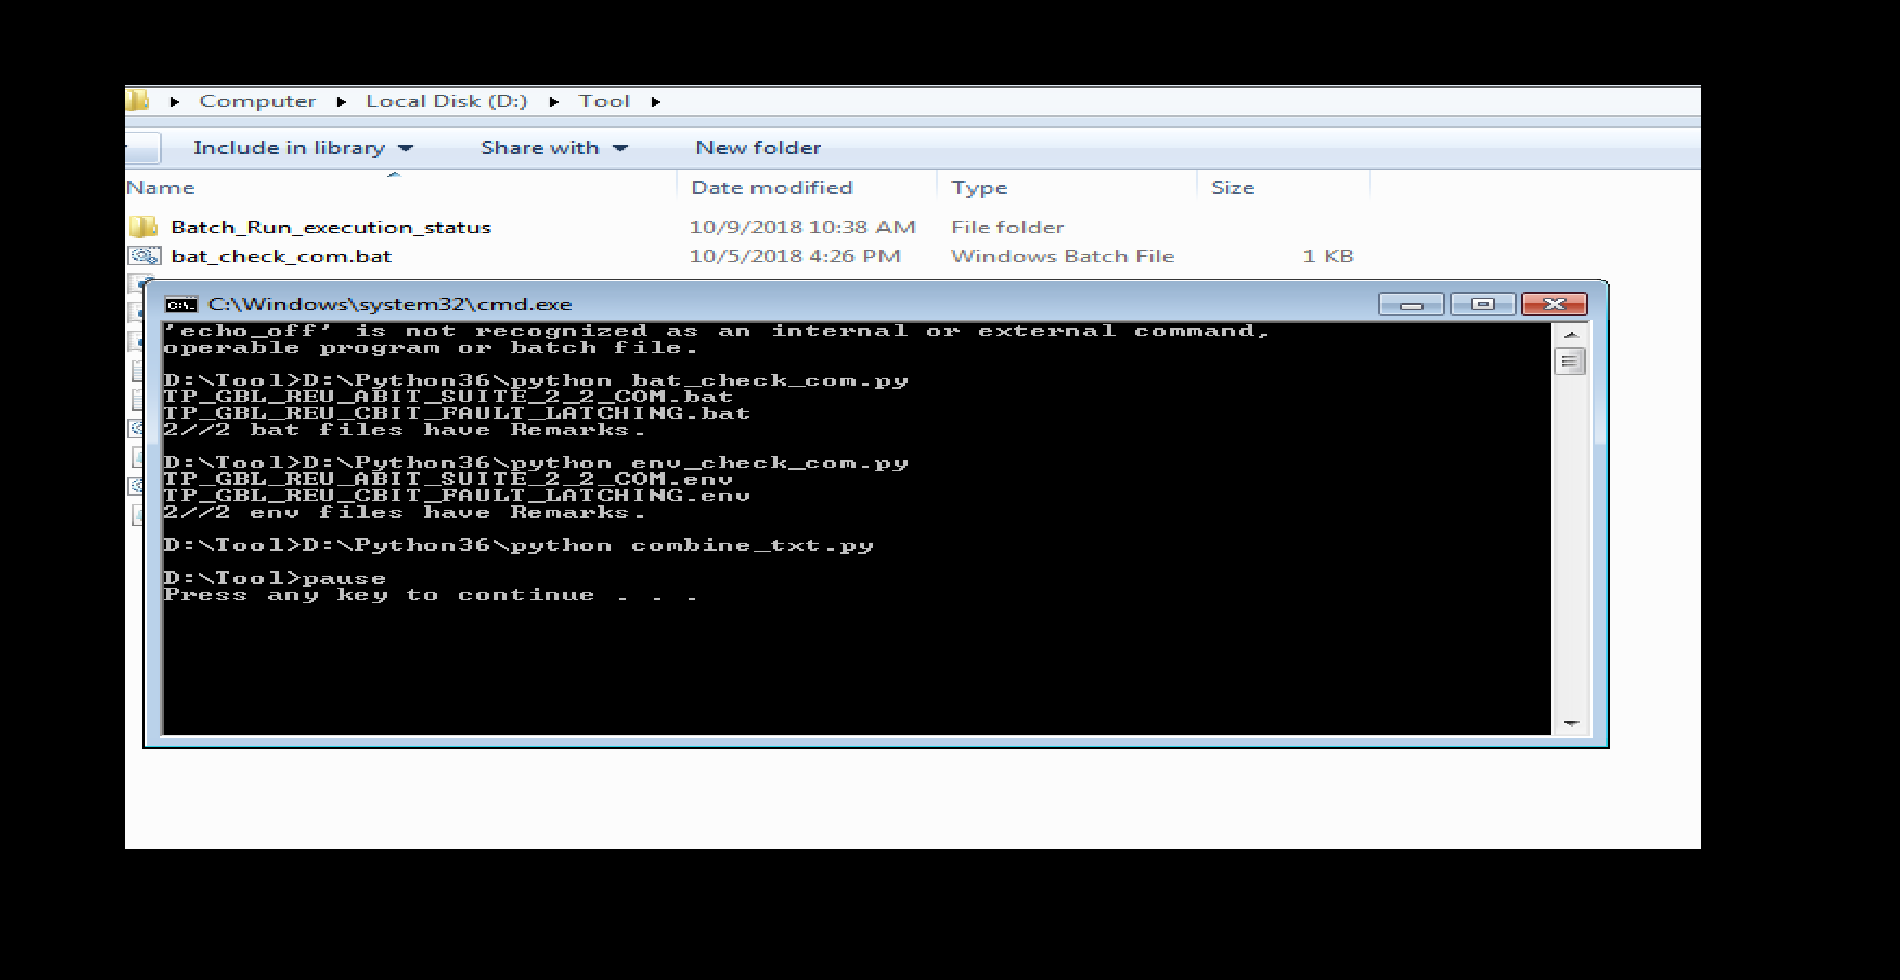 Computer Local Disk (D:) Tool
Include in library Share with New folder
Name Date modified Type Size
Batch_Run_execution_status 10/9/2018 10:38 AM File folder
bat_check_com.bat 10/5/2018 4:26 PM Windows Batch File 1 KB
C:\Windows\system32\cmd.exe
'echo_off' is not recognized as an internal or external command,
operable program or batch file.
D:\Tool>D:\Python36\python bat_check_com.py
TP_GBL_REU_ABIT_SUITE_2_2_COM.bat
TP_GBL_REU_CBIT_FAULT_LATCHING.bat
2//2 bat files have Remarks.
D:\Tool>D:\Python36\python env_check_com.py
TP_GBL_REU_ABIT_SUITE_2_2_COM.env
TP_GBL_REU_CBIT_FAULT_LATCHING.env
2//2 env files have Remarks.
D:\Tool>D:\Python36\python combine_txt.py
D:\Tool>pause
Press any key to continue . . .